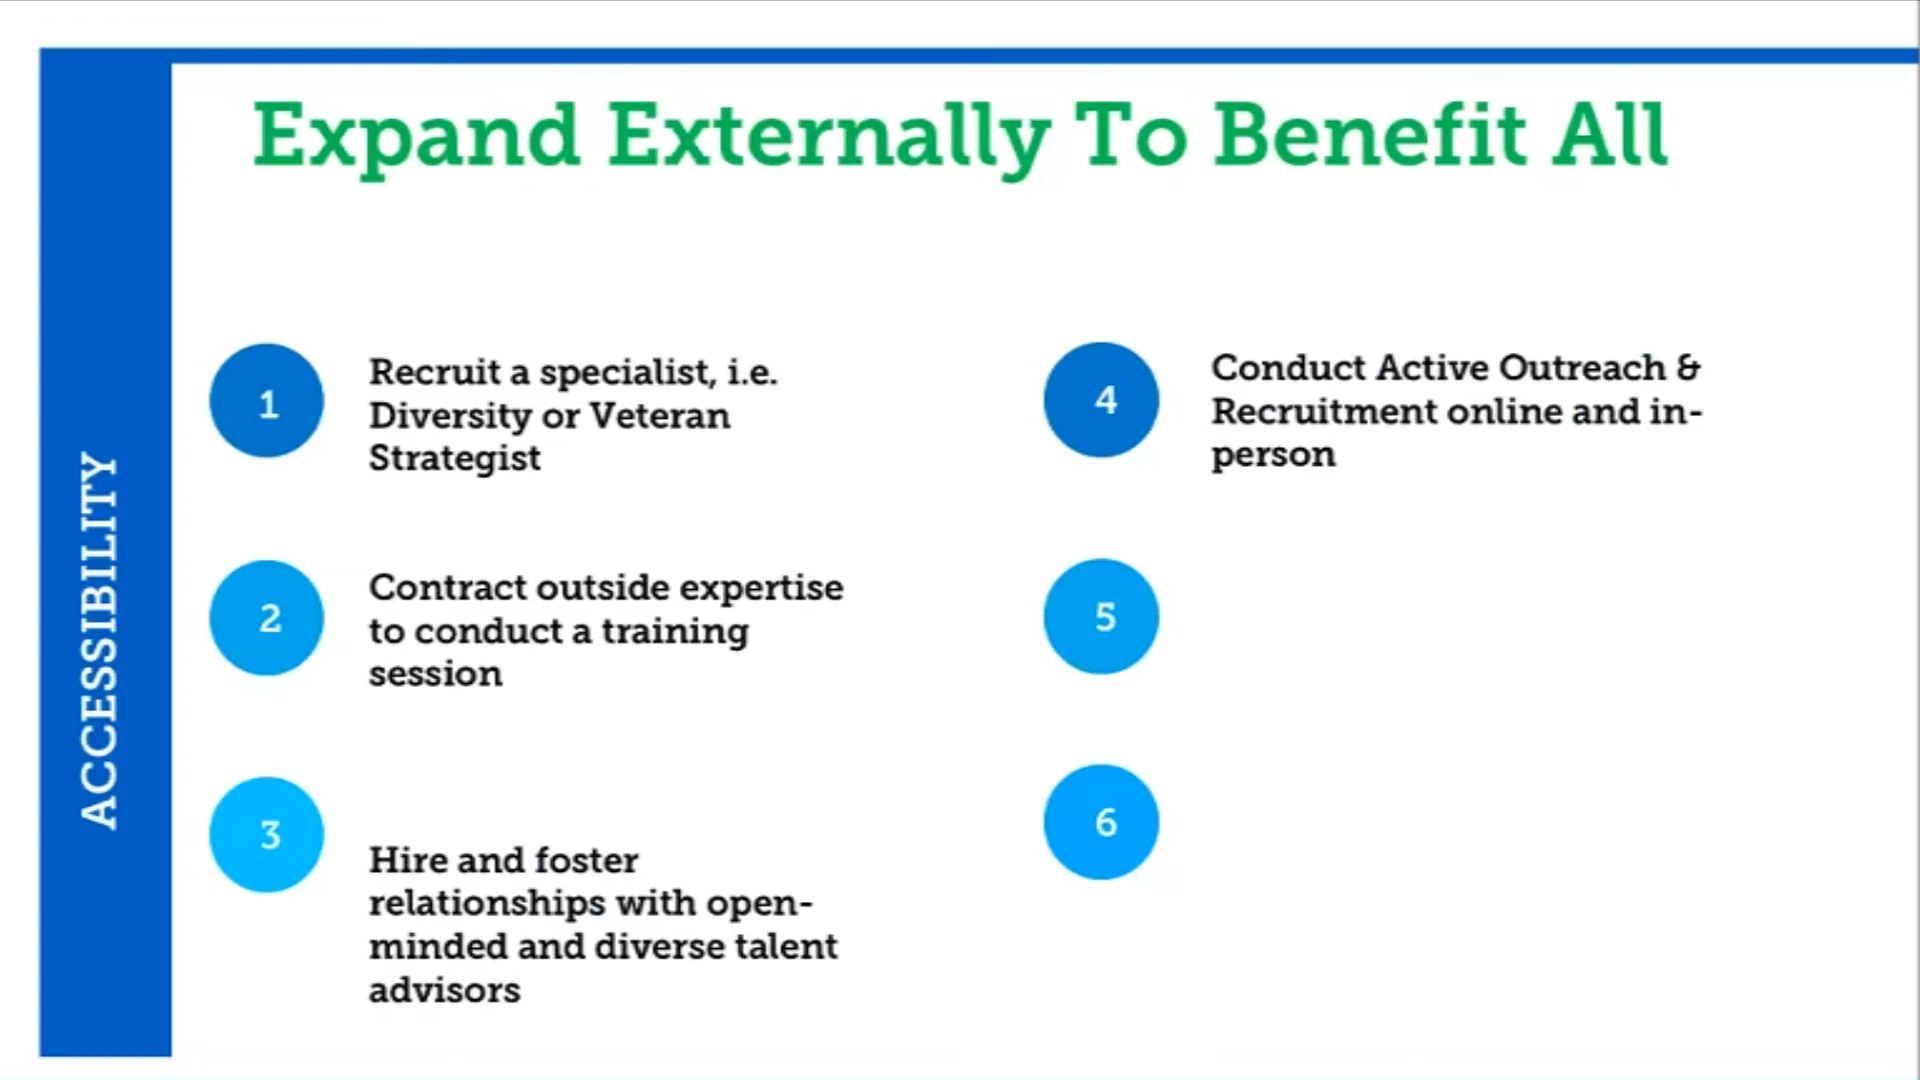 Expand Externally To Benefit All
ACCESSIBILITY
1
Recruit a specialist, i.e.
Diversity or Veteran
Strategist
2
Contract outside expertise
to conduct a training
session
3
Hire and foster
relationships with open-
minded and diverse talent
advisors
4
Conduct Active Outreach &
Recruitment online and in-
person
5
6